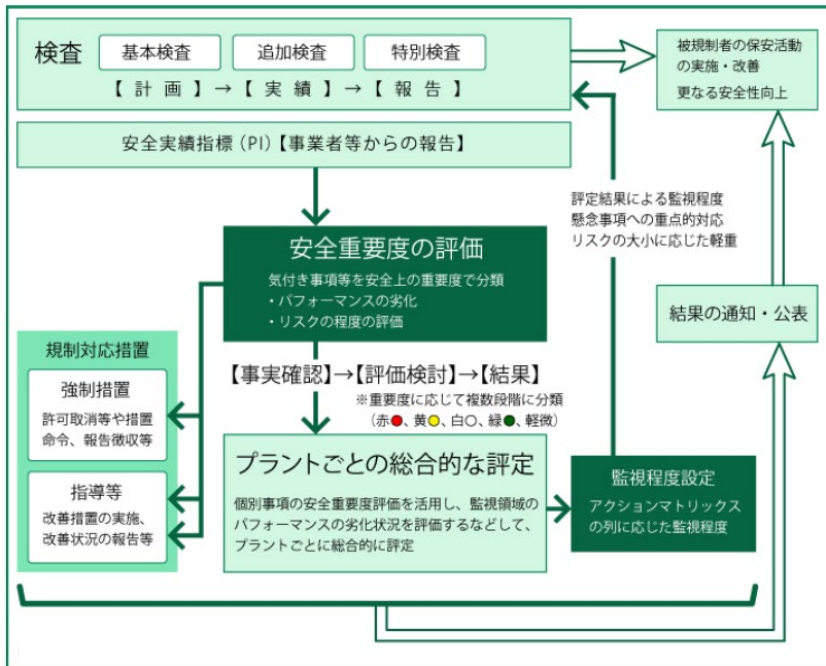 検査
基本検査
追加検査
特別検査
【計画】→【実績】→【報告】
被規制者の保安活動
の実施・改善
更なる安全性向上
安全実績指標(PI)【事業者等からの報告】
評定結果による監視程度
懸念事項への重点的対応
リスクの大小に応じた軽重
安全重要度の評価
気付き事項等を安全上の重要度で分類
・パフォーマンスの劣化
・リスクの程度の評価
結果の通知・公表
規制対応措置
強制措置
許可取消等や措置
命令、報告徴収等
指導等
改善措置の実施、
改善状況の報告等
【事実確認】→【評価検討】→【結果】
※重要度に応じて複数段階に分類
(赤●、黄●、白○、緑●、軽微)
プラントごとの総合的な評定
個別事項の安全重要度評価を活用し、監視領域の
パフォーマンスの劣化状況を評価するなどして、
プラントごとに総合的に評定
監視程度設定
アクションマトリックス
の列に応じた監視程度